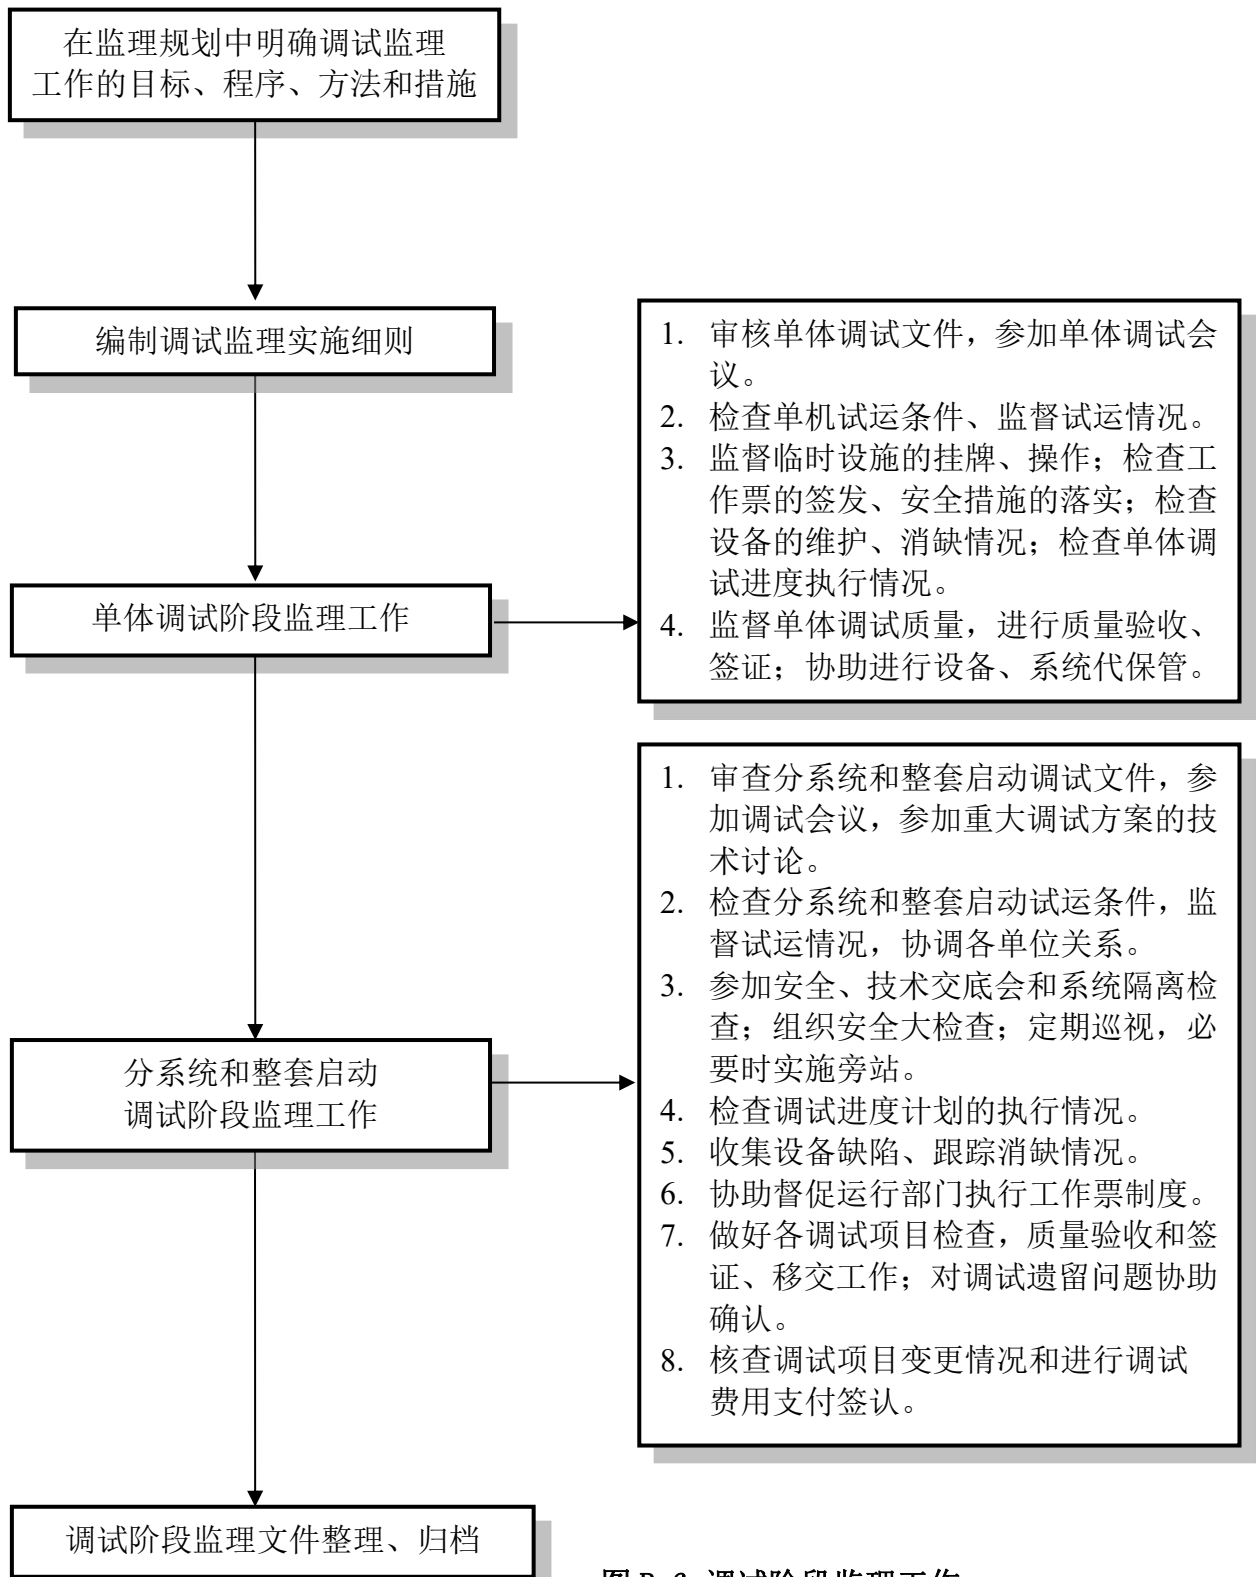 在监理规划中明确调试监理
工作的目标、程序、方法和措施
编制调试监理实施细则
单体调试阶段监理工作
1. 审核单体调试文件，参加单体调试会
议。
2. 检查单机试运条件、监督试运情况。
3. 监督临时设施的挂牌、操作；检查工
作票的签发、安全措施的落实；检查
设备的维护、消缺情况；检查单体调
试进度执行情况。
4. 监督单体调试质量，进行质量验收、
签证；协助进行设备、系统代保管。
分系统和整套启动
调试阶段监理工作
1. 审查分系统和整套启动调试文件，参
加调试会议，参加重大调试方案的技
术讨论。
2. 检查分系统和整套启动试运条件，监
督试运情况，协调各单位关系。
3. 参加安全、技术交底会和系统隔离检
查；组织安全大检查；定期巡视，必
要时实施旁站。
4. 检查调试进度计划的执行情况。
5. 收集设备缺陷、跟踪消缺情况。
6. 协助督促运行部门执行工作票制度。
7. 做好各调试项目检查，质量验收和签
证、移交工作；对调试遗留问题协助
确认。
8. 核查调试项目变更情况和进行调试
费用支付签认。
调试阶段监理文件整理、归档
调试阶段监理工作